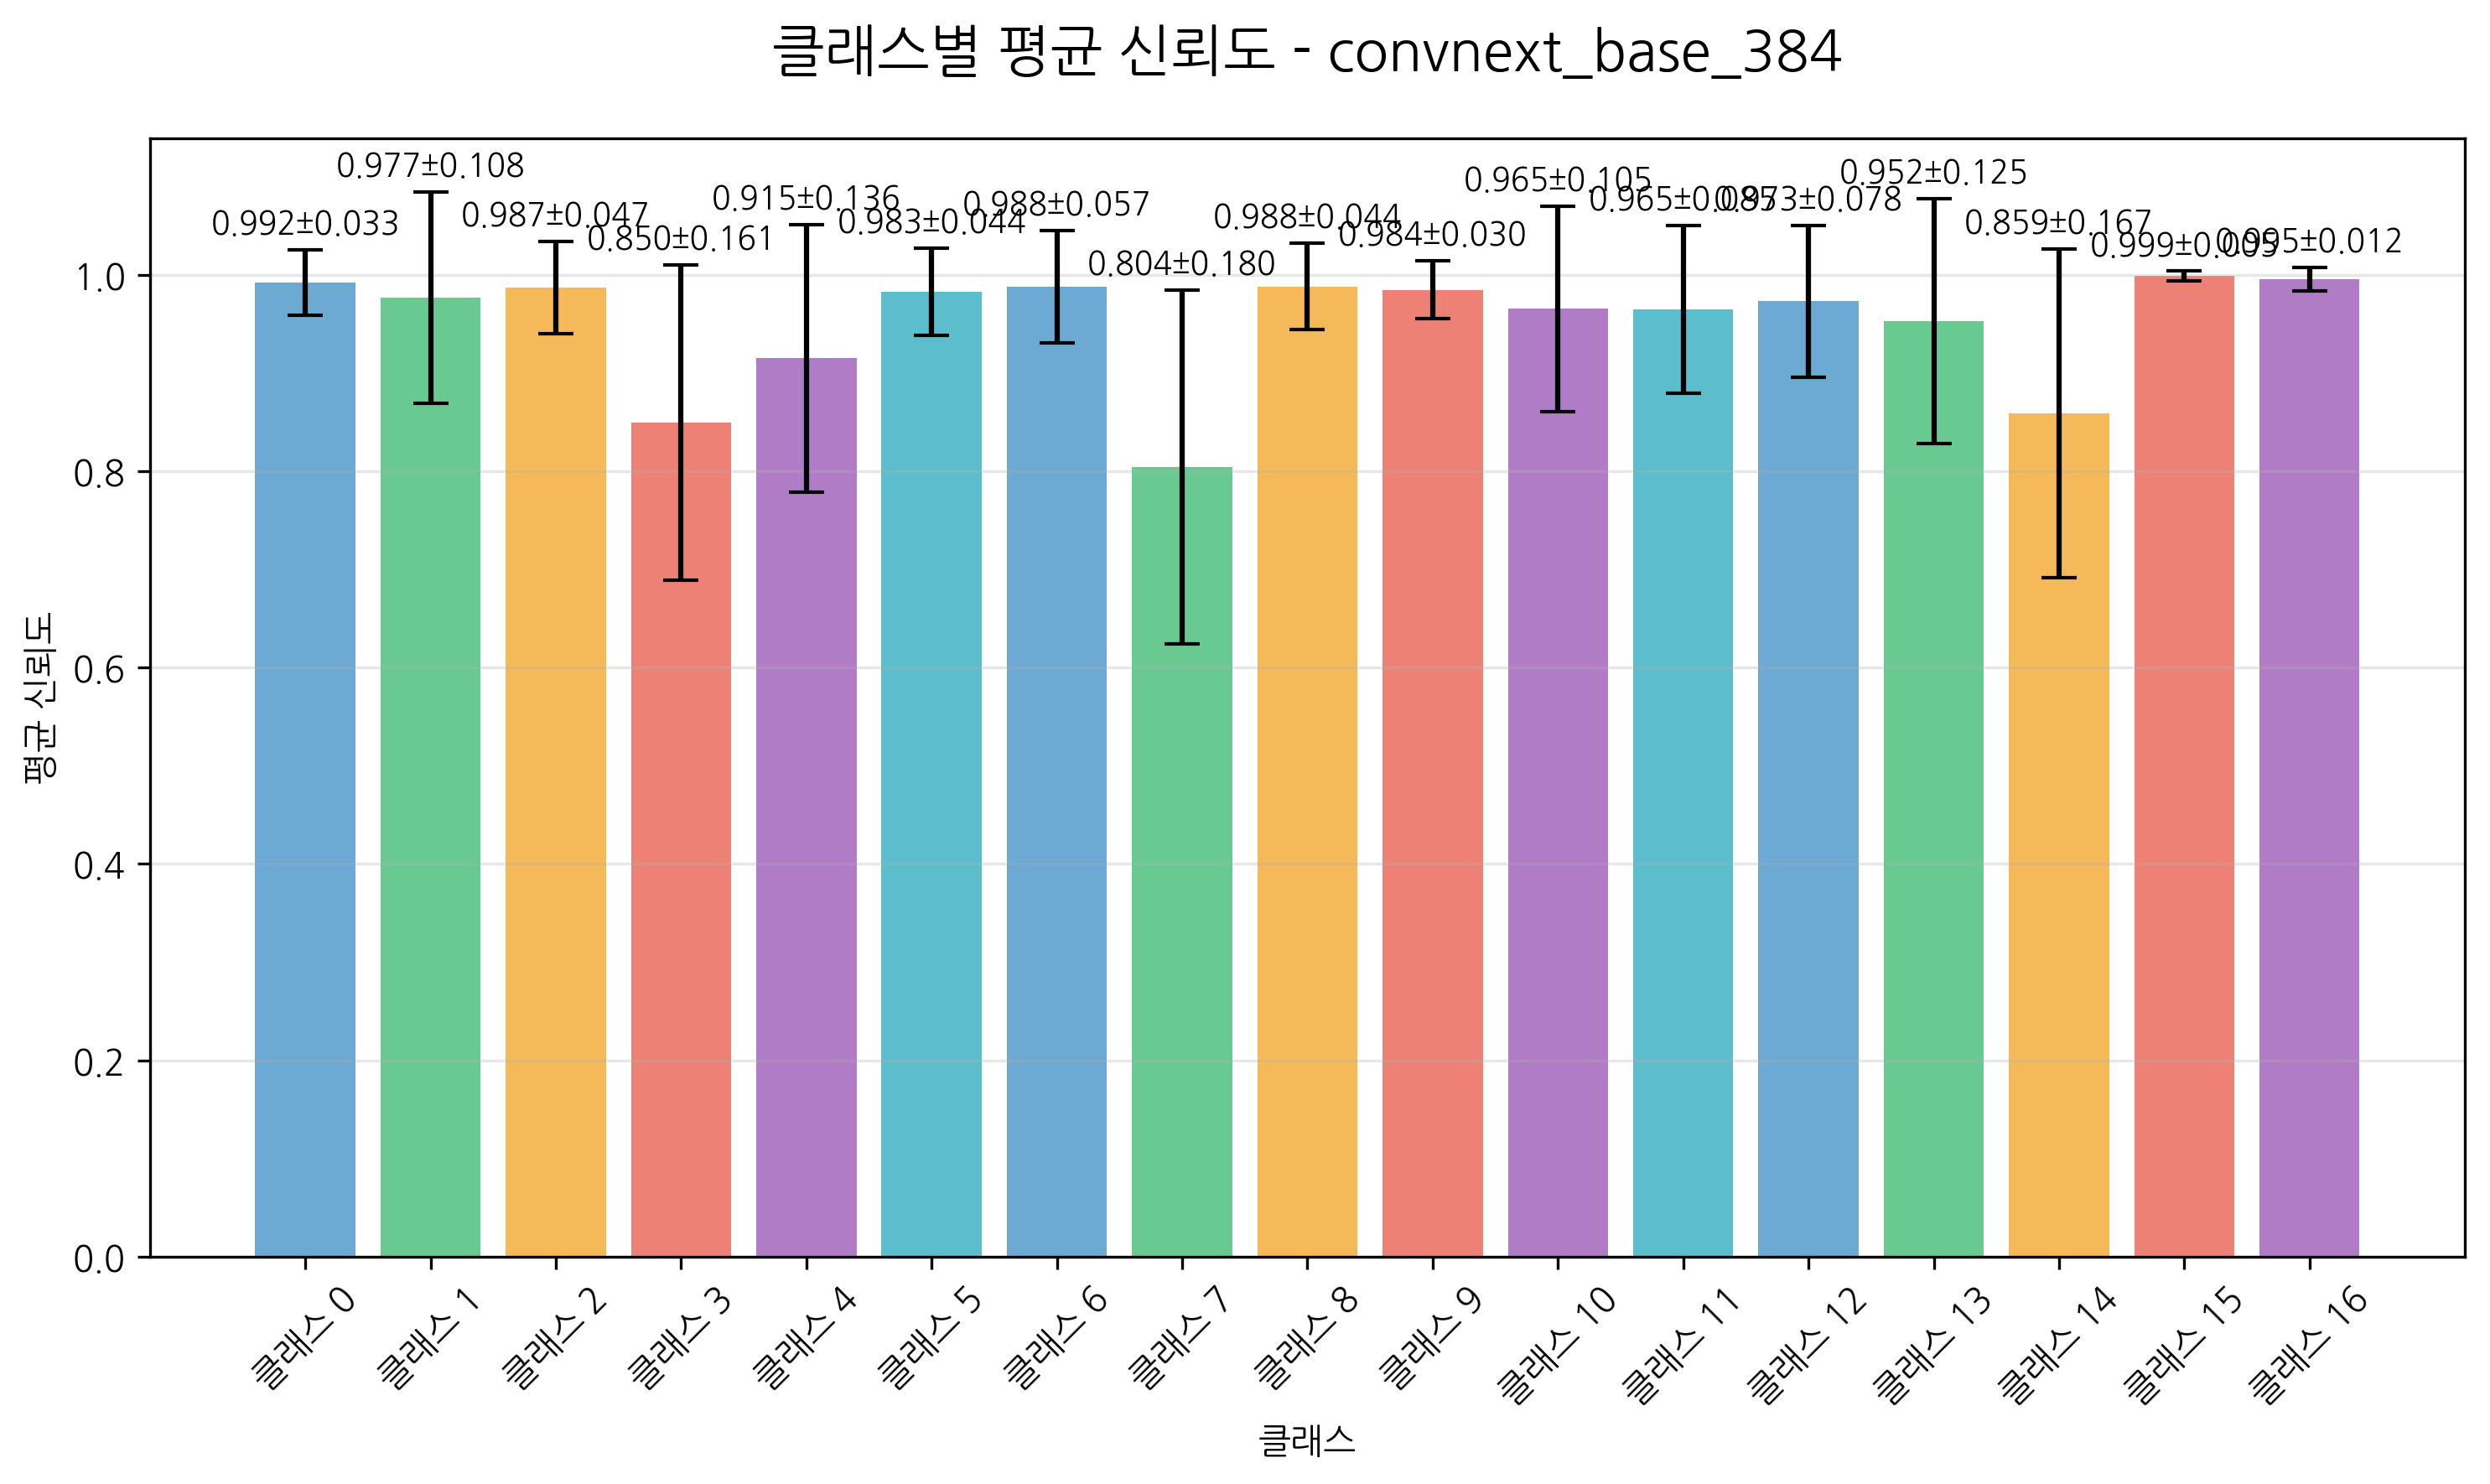 클래스별 평균 신뢰도 - convnext_base_384
0.992±0.033
0.977±0.108
0.987±0.047
0.850±0.161
0.915±0.136
0.983±0.044
0.988±0.057
0.804±0.180
0.988±0.044
0.984±0.030
0.965±0.105
0.965±0.085
0.973±0.078
0.952±0.125
0.859±0.167
0.999±0.005
0.995±0.012
평균 신뢰도
1.0
0.8
0.6
0.4
0.2
0.0
클래스 0
클래스 1
클래스 2
클래스 3
클래스 4
클래스 5
클래스 6
클래스 7
클래스 8
클래스 9
클래스 10
클래스 11
클래스 12
클래스 13
클래스 14
클래스 15
클래스 16
클래스